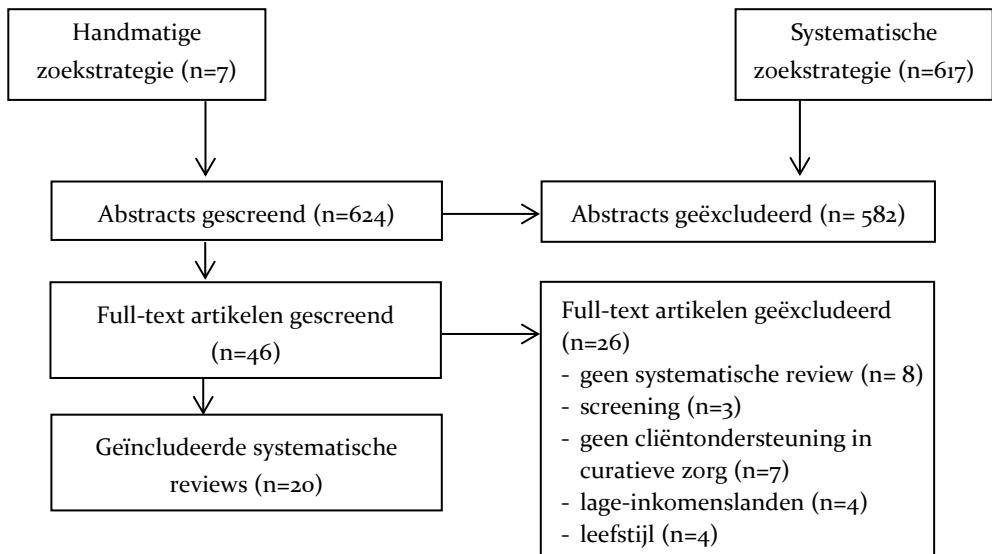 Handmatige
zoekstrategie (n=7)
Systematische
zoekstrategie (n=617)
Abstracts gescreend (n=624)
Abstracts geëxcludeerd (n= 582)
Full-text artikelen gescreend
(n=46)
Full-text artikelen geëxcludeerd
(n=26)
- geen systematische review (n= 8)
- screening (n=3)
- geen cliëntondersteuning in
curatieve zorg (n=7)
- lage-inkomenslanden (n=4)
- leefstijl (n=4)
Geïncludeerde systematische
reviews (n=20)